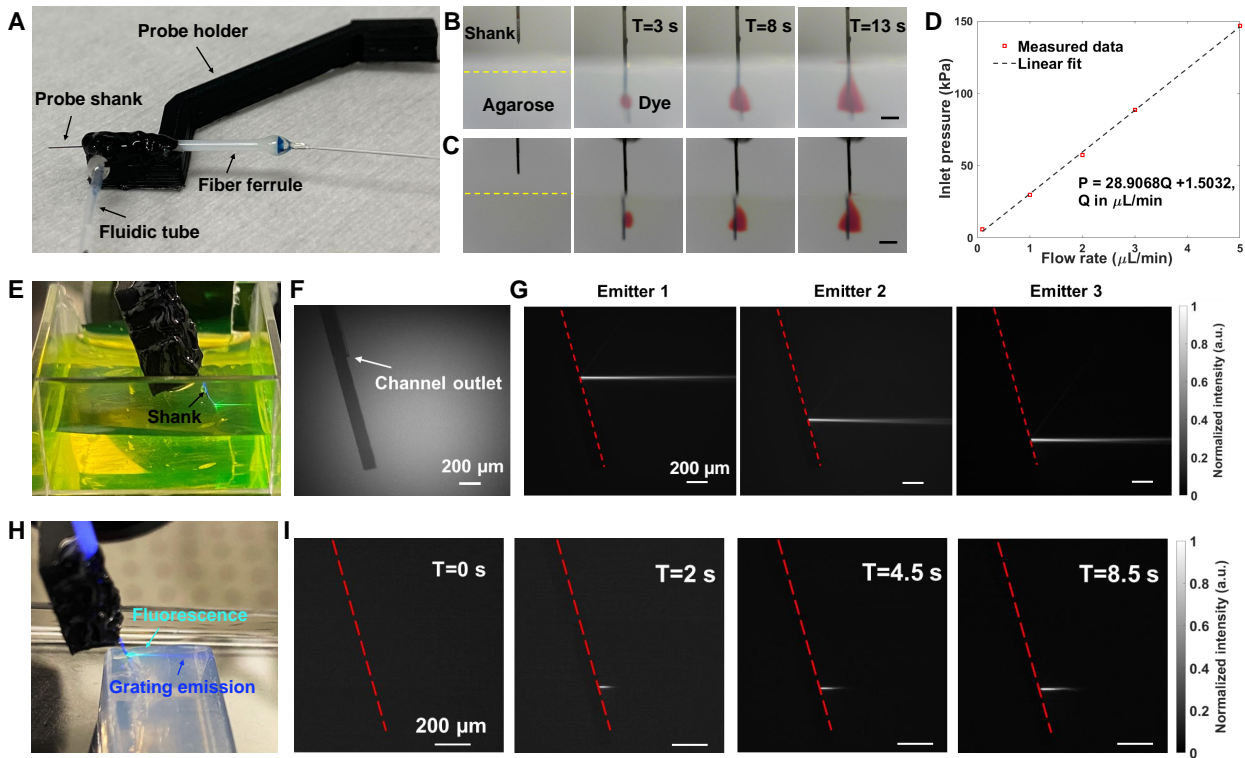 A
Probe holder
Probe shank
Fiber ferrule
Fluidic tube
B
Shank
Agarose
T=3 s
Dye
T=8 s
T=13 s
C
D
150
100
50
0
Inlet pressure (kPa)
Measured data
Linear fit
P = 28.9068Q +1.5032,
Q in μL/min
0 1 2 3 4 5
Flow rate (μL/min)
E
Shank
F
Channel outlet
200 μm
G
Emitter 1
Emitter 2
Emitter 3
200 μm
1
0.8
0.6
0.4
0.2
0
Normalized intensity (a.u.)
H
Fluorescence
Grating emission
I
T=0 s
200 μm
T=2 s
T=4.5 s
T=8.5 s
1
0.8
0.6
0.4
0.2
0
Normalized intensity (a.u.)